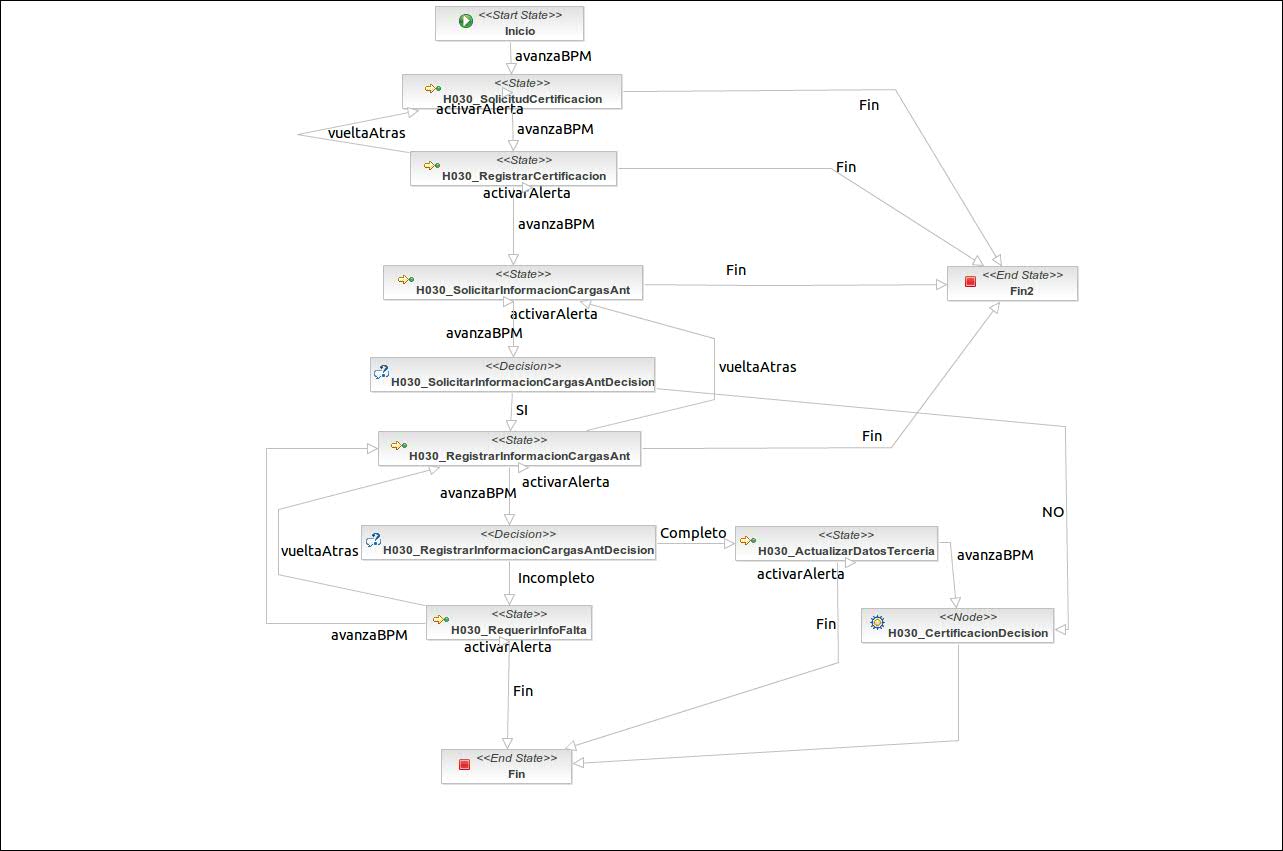 <<Start State>>
Inicio
avanzaBPM
<<State>>
H030_SolicitudCertificacion
activarAlerta
Fin
vueltaAtras
avanzaBPM
<<State>>
H030_RegistrarCertificacion
activarAlerta
Fin
avanzaBPM
<<State>>
H030_SolicitarInformacionCargasAnt
activarAlerta
Fin
<<End State>>
Fin2
avanzaBPM
<<Decision>>
H030_SolicitarInformacionCargasAntDecision
vueltaAtras
SI
<<State>>
H030_RegistrarInformacionCargasAnt
Fin
activarAlerta
avanzaBPM
NO
<<Decision>>
H030_RegistrarInformacionCargasAntDecision
Completo
<<State>>
H030_ActualizarDatosTerceria
activarAlerta
avanzaBPM
vueltaAtras
Incompleto
<<State>>
H030_RequerirInfoFalta
activarAlerta
avanzaBPM
Fin
<<Node>>
H030_CertificacionDecision
Fin
<<End State>>
Fin